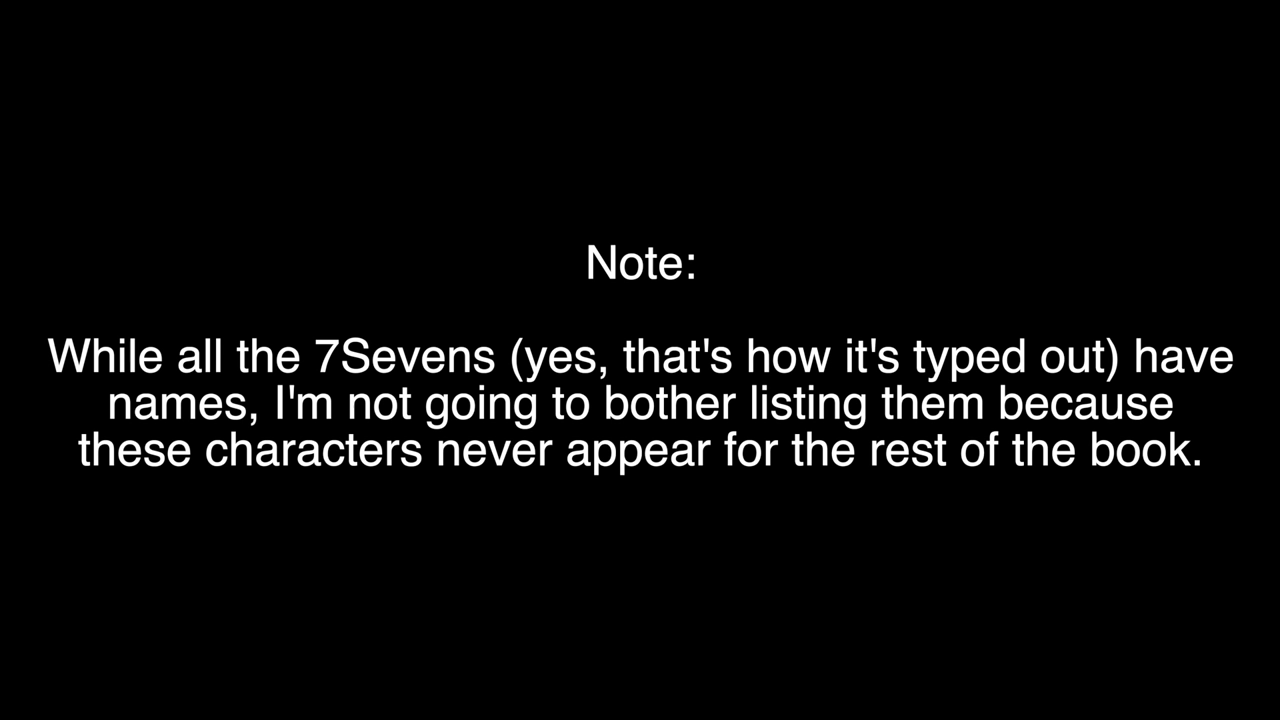 Note:
While all the 7Sevens (yes, that's how it's typed out) have
names, I'm not going to bother listing them because
these characters never appear for the rest of the book.